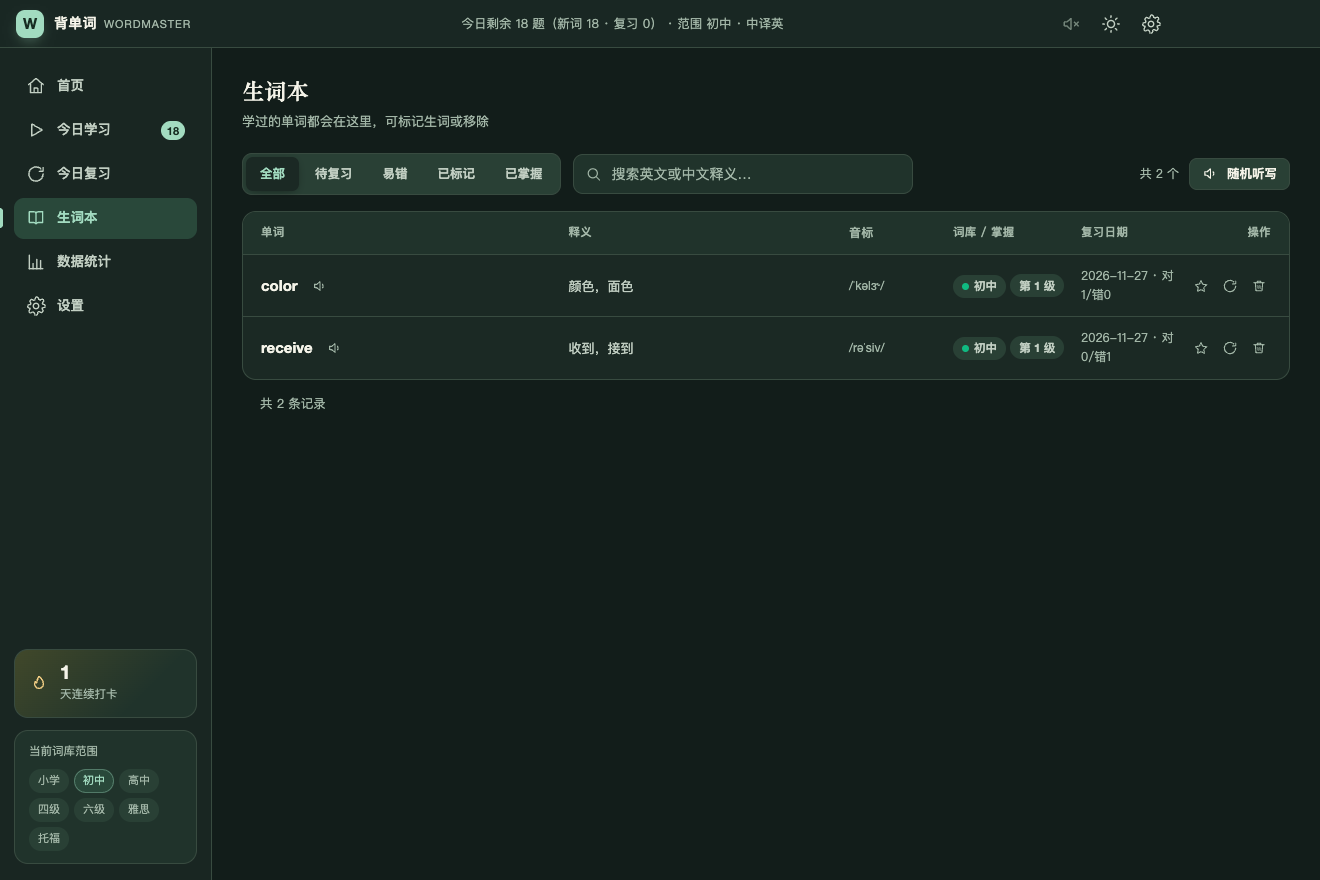 W 背单词 WORDMASTER
今日剩余 18 题（新词 18 · 复习 0） · 范围 初中 · 中译英
首页
今日学习 18
今日复习
生词本
数据统计
设置
1
天连续打卡
当前词库范围
小学 初中 高中
四级 六级 雅思
托福
生词本
学过的单词都会在这里，可标记生词或移除
全部 待复习 易错 已标记 已掌握
搜索英文或中文释义…
共 2 个 随机听写
单词 释义 音标 词库 / 掌握 复习日期 操作
color 颜色，面色 /ˈkəlɝ/ 初中 第 1 级 2026-11-27 · 对
1/错0
receive 收到，接到 /rəˈsiv/ 初中 第 1 级 2026-11-27 · 对
0/错1
共 2 条记录